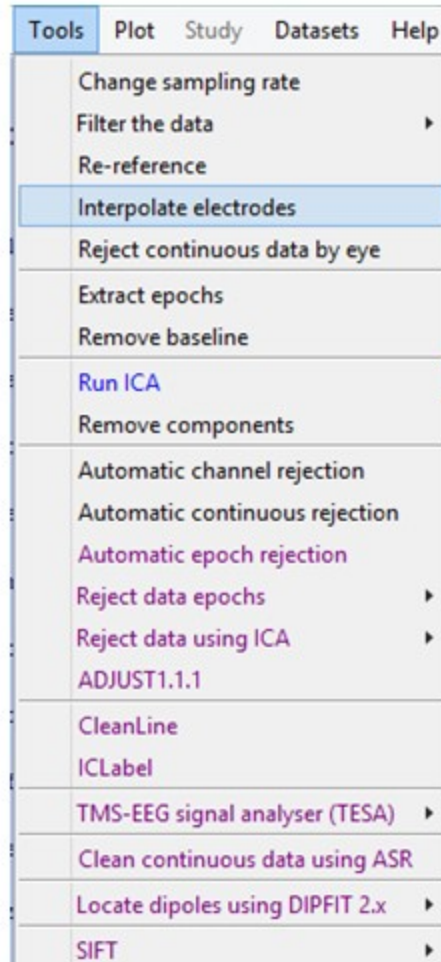 Tools Plot Study Datasets Help
Change sampling rate
Filter the data
Re-reference
Interpolate electrodes
Reject continuous data by eye
Extract epochs
Remove baseline
Run ICA
Remove components
Automatic channel rejection
Automatic continuous rejection
Automatic epoch rejection
Reject data epochs
Reject data using ICA
ADJUST1.1.1
CleanLine
ICLabel
TMS-EEG signal analyser (TESA)
Clean continuous data using ASR
Locate dipoles using DIPFIT 2.x
SIFT